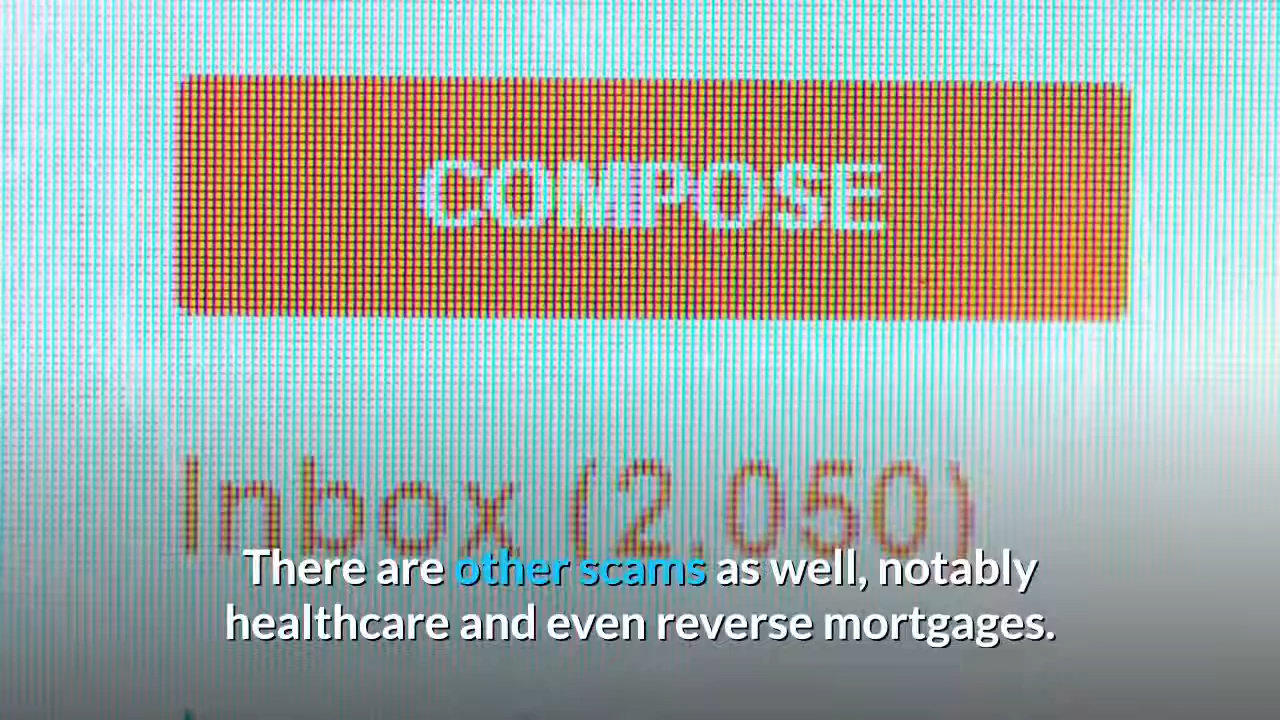 COMPOSE
Inbox (2,050)
There are other scams as well, notably
healthcare and even reverse mortgages.